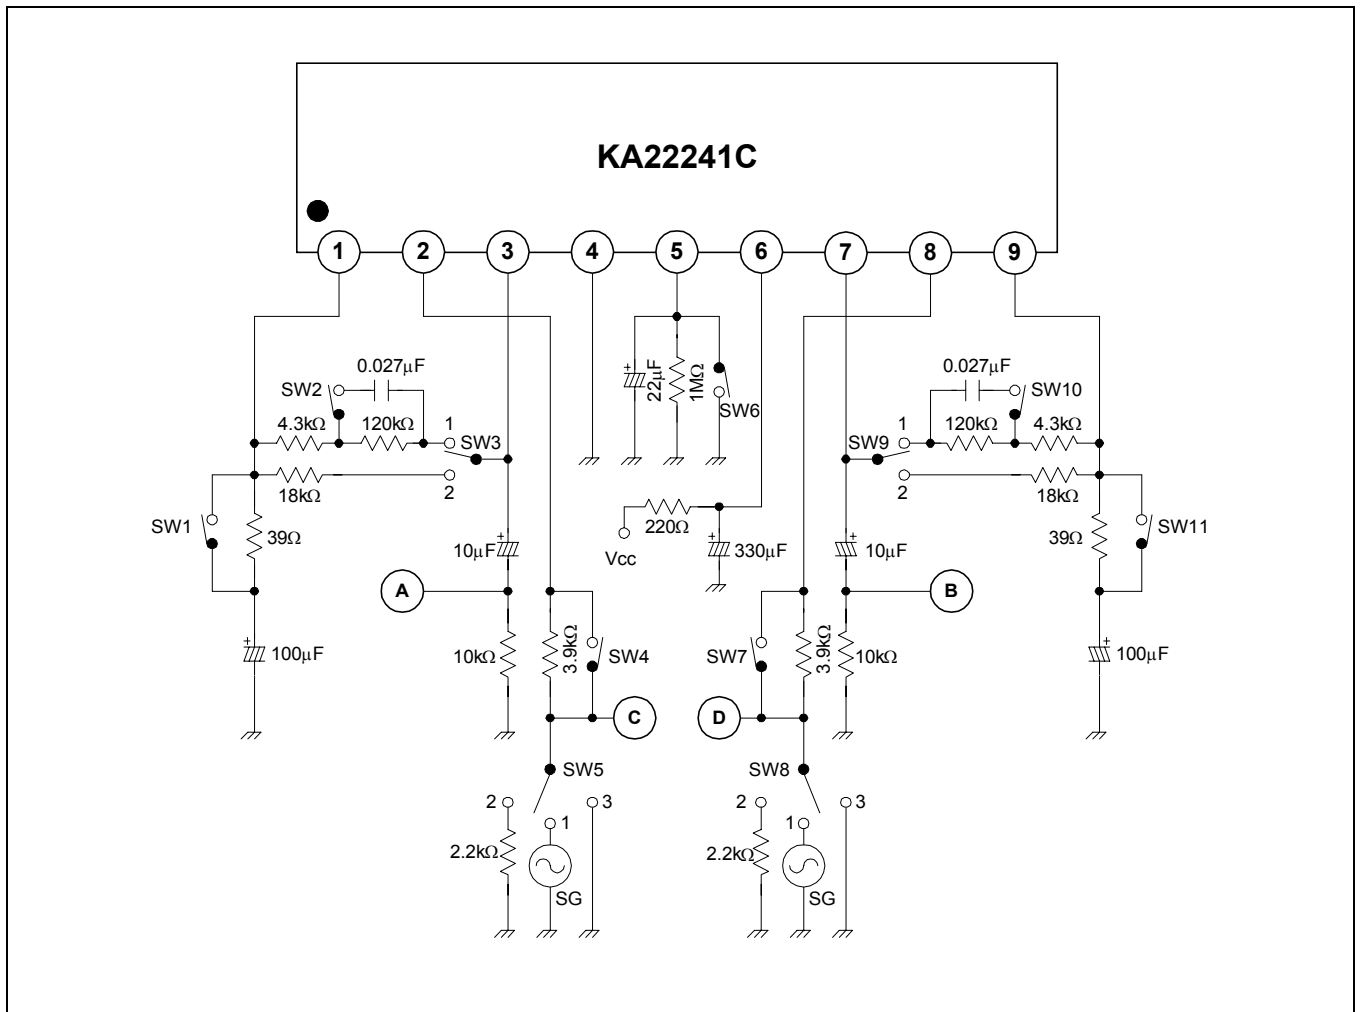 KA22241C
1 2 3 4 5 6 7 8 9
0.027µF
SW2
4.3kΩ
120kΩ
1
SW3
2
18kΩ
SW1
39Ω
10µF
A
100µF
10kΩ
3.9kΩ
SW4
C
SW5
2
3
1
2.2kΩ
SG
+
22µF
1MΩ
SW6
220Ω
Vcc
+
330µF
0.027µF
SW10
1
120kΩ
4.3kΩ
SW9
2
18kΩ
39Ω
SW11
+
10µF
B
+
100µF
SW7
3.9kΩ
10kΩ
D
SW8
2
3
1
2.2kΩ
SG
+
+